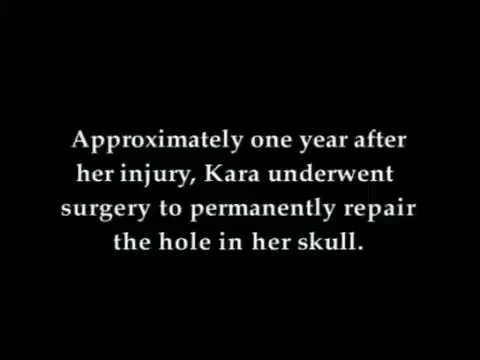 Approximately one year after
her injury, Kara underwent
surgery to permanently repair
the hole in her skull.